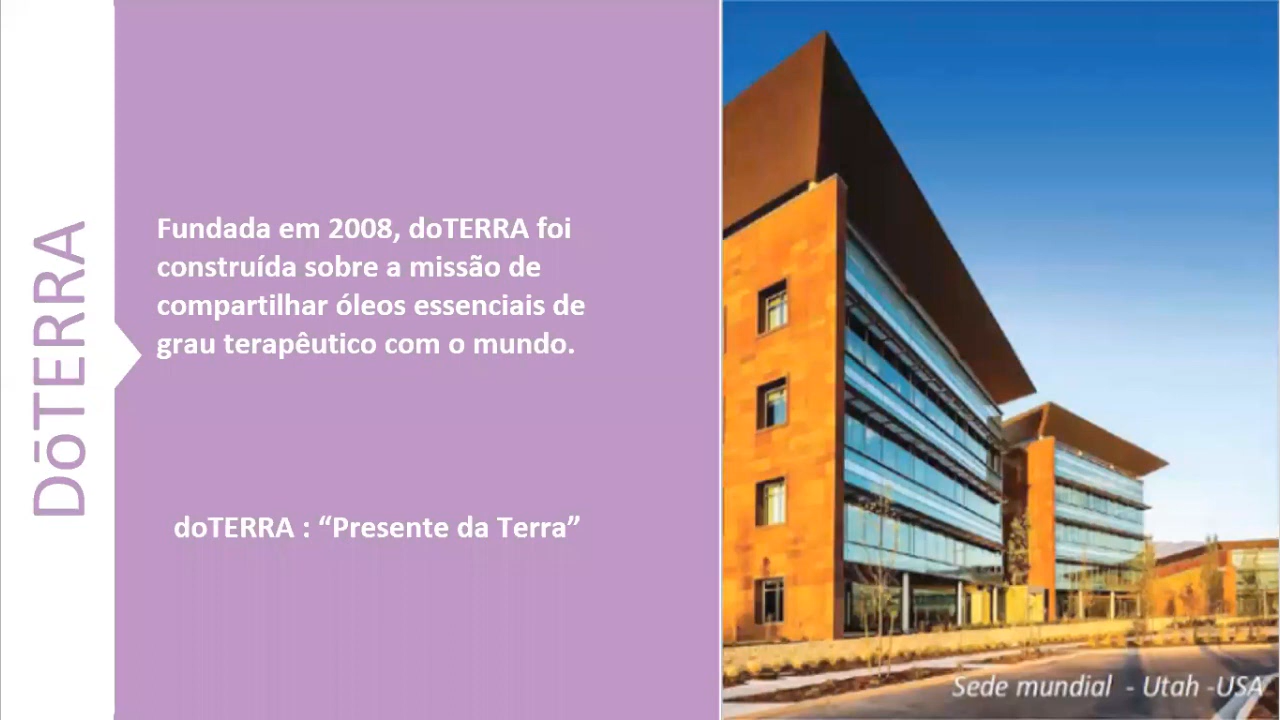 DōTERRA
Fundada em 2008, doTERRA foi
construída sobre a missão de
compartilhar óleos essenciais de
grau terapêutico com o mundo.
doTERRA : “Presente da Terra”
Sede mundial - Utah -USA